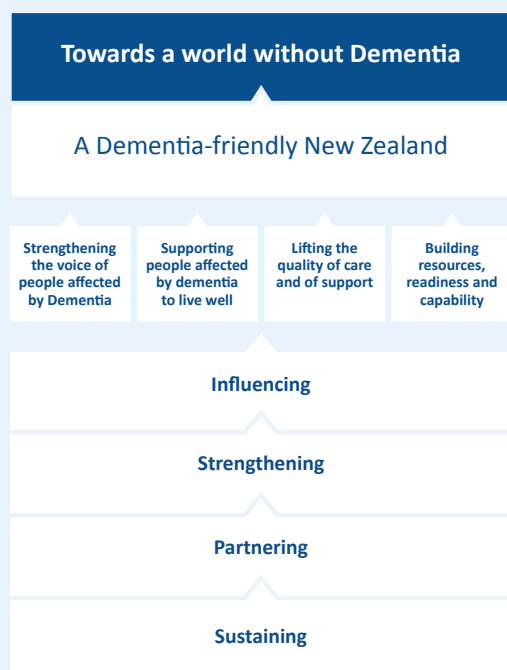 Towards a world without Dementia
A Dementia-friendly New Zealand
Strengthening
the voice of
people affected
by Dementia
Supporting
people affected
by dementia
to live well
Lifting the
quality of care
and of support
Building
resources,
readiness and
capability
Influencing
Strengthening
Partnering
Sustaining